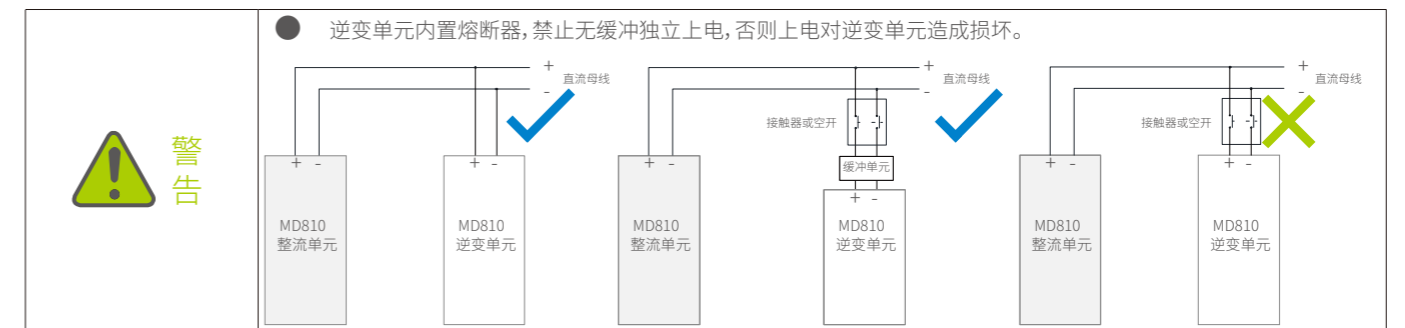 ● 逆变单元内置熔断器,禁止无缓冲独立上电,否则上电对逆变单元造成损坏。
警
告
+
直流母线
-
+ -
MD810
整流单元
+ -
MD810
逆变单元
+
直流母线
-
接触器或空开
缓冲单元
+ -
MD810
整流单元
+ -
MD810
逆变单元
+
直流母线
-
接触器或空开
+ -
MD810
整流单元
+ -
MD810
逆变单元